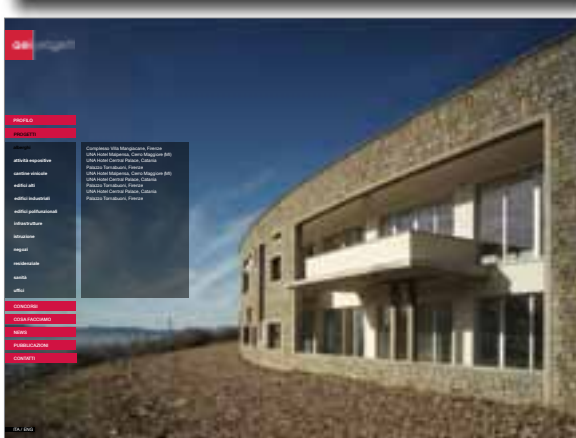 PROFILO
PROGETTI
attività espositive
cantine vinicole
edifici alti
edifici industriali
edifici polifunzionali
infrastrutture
istruzione
negozi
residenziale
sanità
uffici
Complesso Villa Mangiacane, Firenze
UNA Hotel Malpensa, Cerro Maggiore (MI)
UNA Hotel Central Palace, Catania
Palazzo Tornabuoni, Firenze
UNA Hotel Malpensa, Cerro Maggiore (MI)
UNA Hotel Central Palace, Catania
Palazzo Tornabuoni, Firenze
UNA Hotel Central Palace, Catania
Palazzo Tornabuoni, Firenze
CONCORSI
COSA FACCIAMO
NEWS
PUBBLICAZIONI
CONTATTI
ITA / ENG